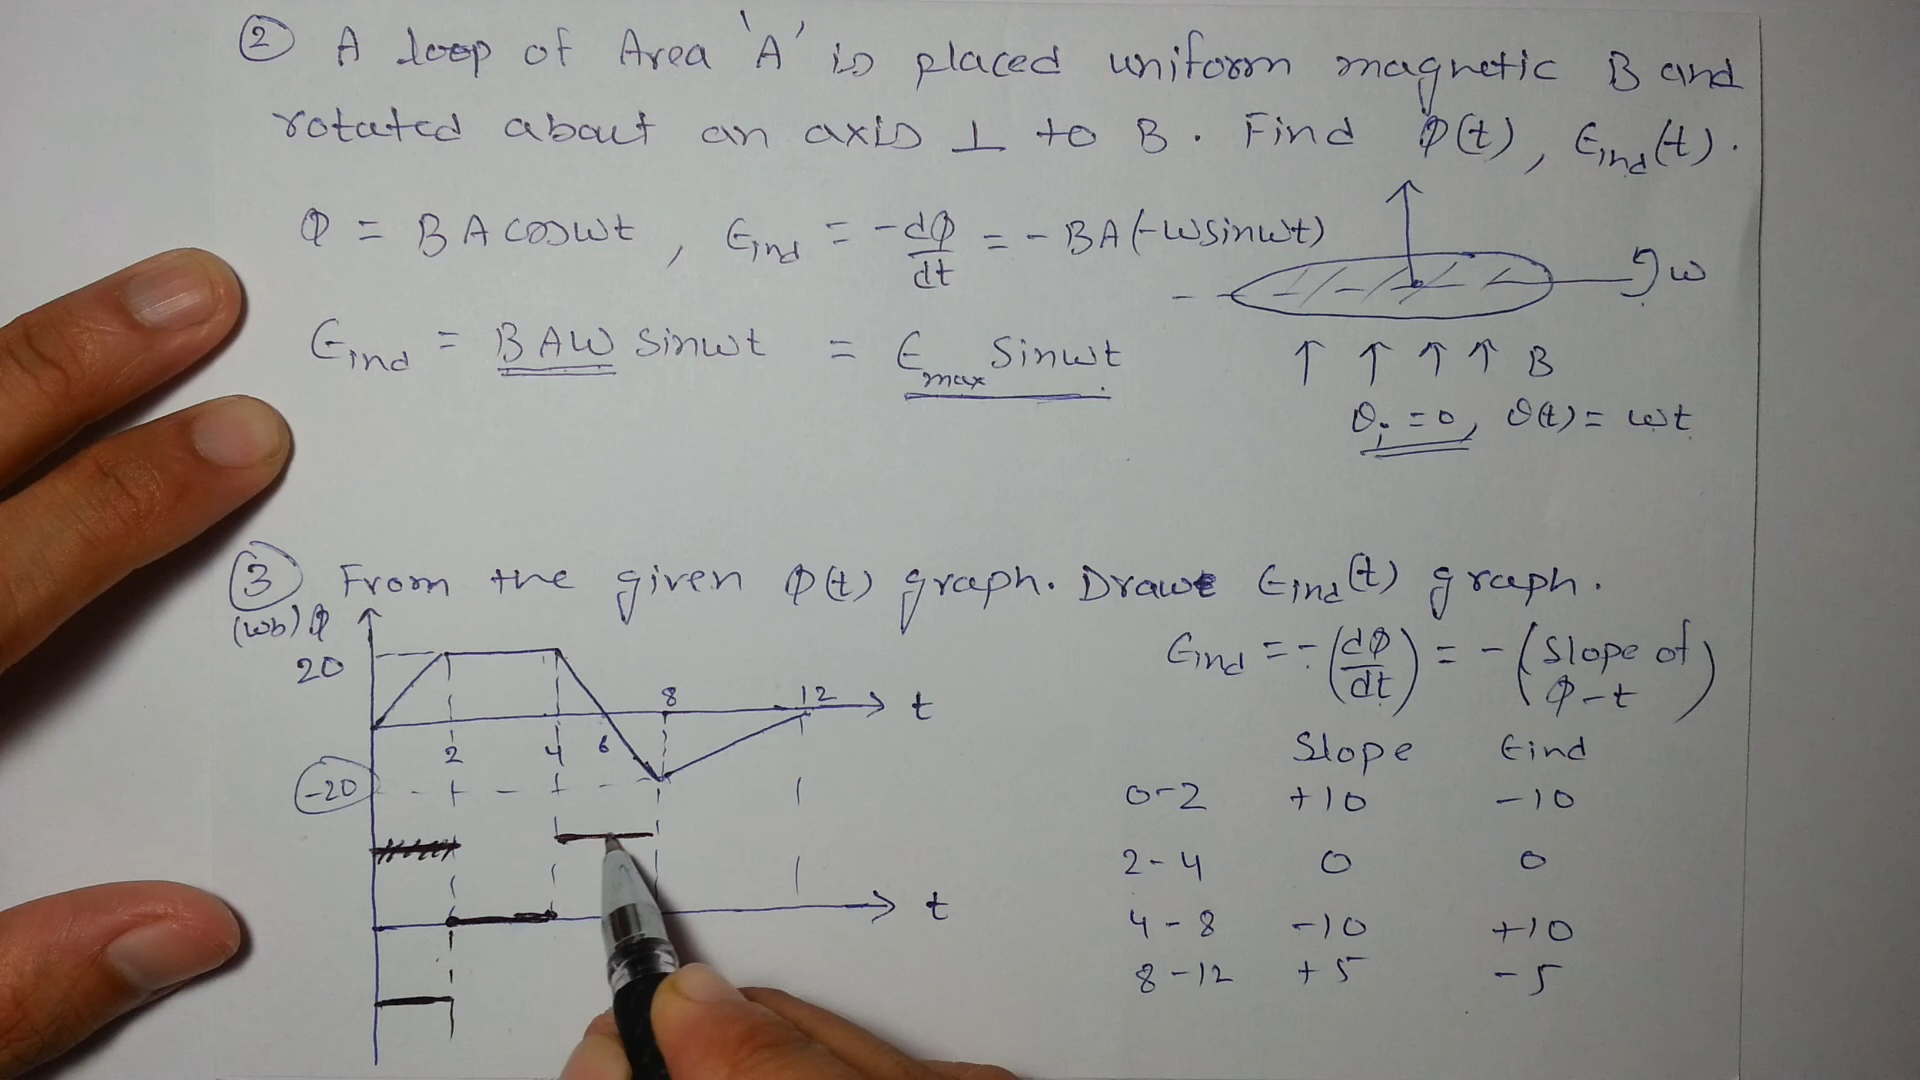 ② A loop of Area 'A' is placed uniform magnetic B and
rotated about an axis ⊥ to B. Find Φ(t), Eind(t).
Φ = BA cosωt, Eind = -dΦ/dt = -BA(-ωsinωt)
ω
Eind = BAω sinωt = Emax sinωt
B
θi = 0, θ(t) = ωt
③ From the given Φ(t) graph. Draw Eind(t) graph.
(Wb) Φ
20
Eind = -(dΦ/dt) = -(Slope of Φ-t)
8 12 t
2 4 6
-20
Slope Eind
0-2 +10 -10
2-4 0 0
4-8 -10 +10
8-12 +5 -5
t